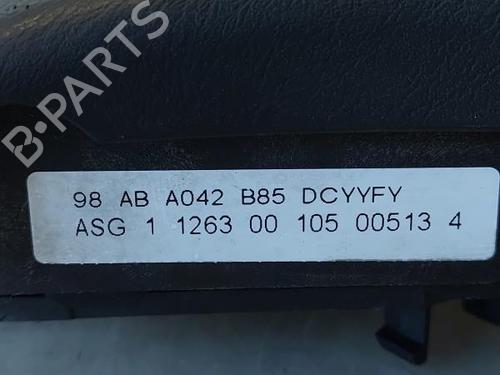 B-PARTS
98 AB A042 B85 DCYYFY
ASG 1 1263 00 105 00513 4